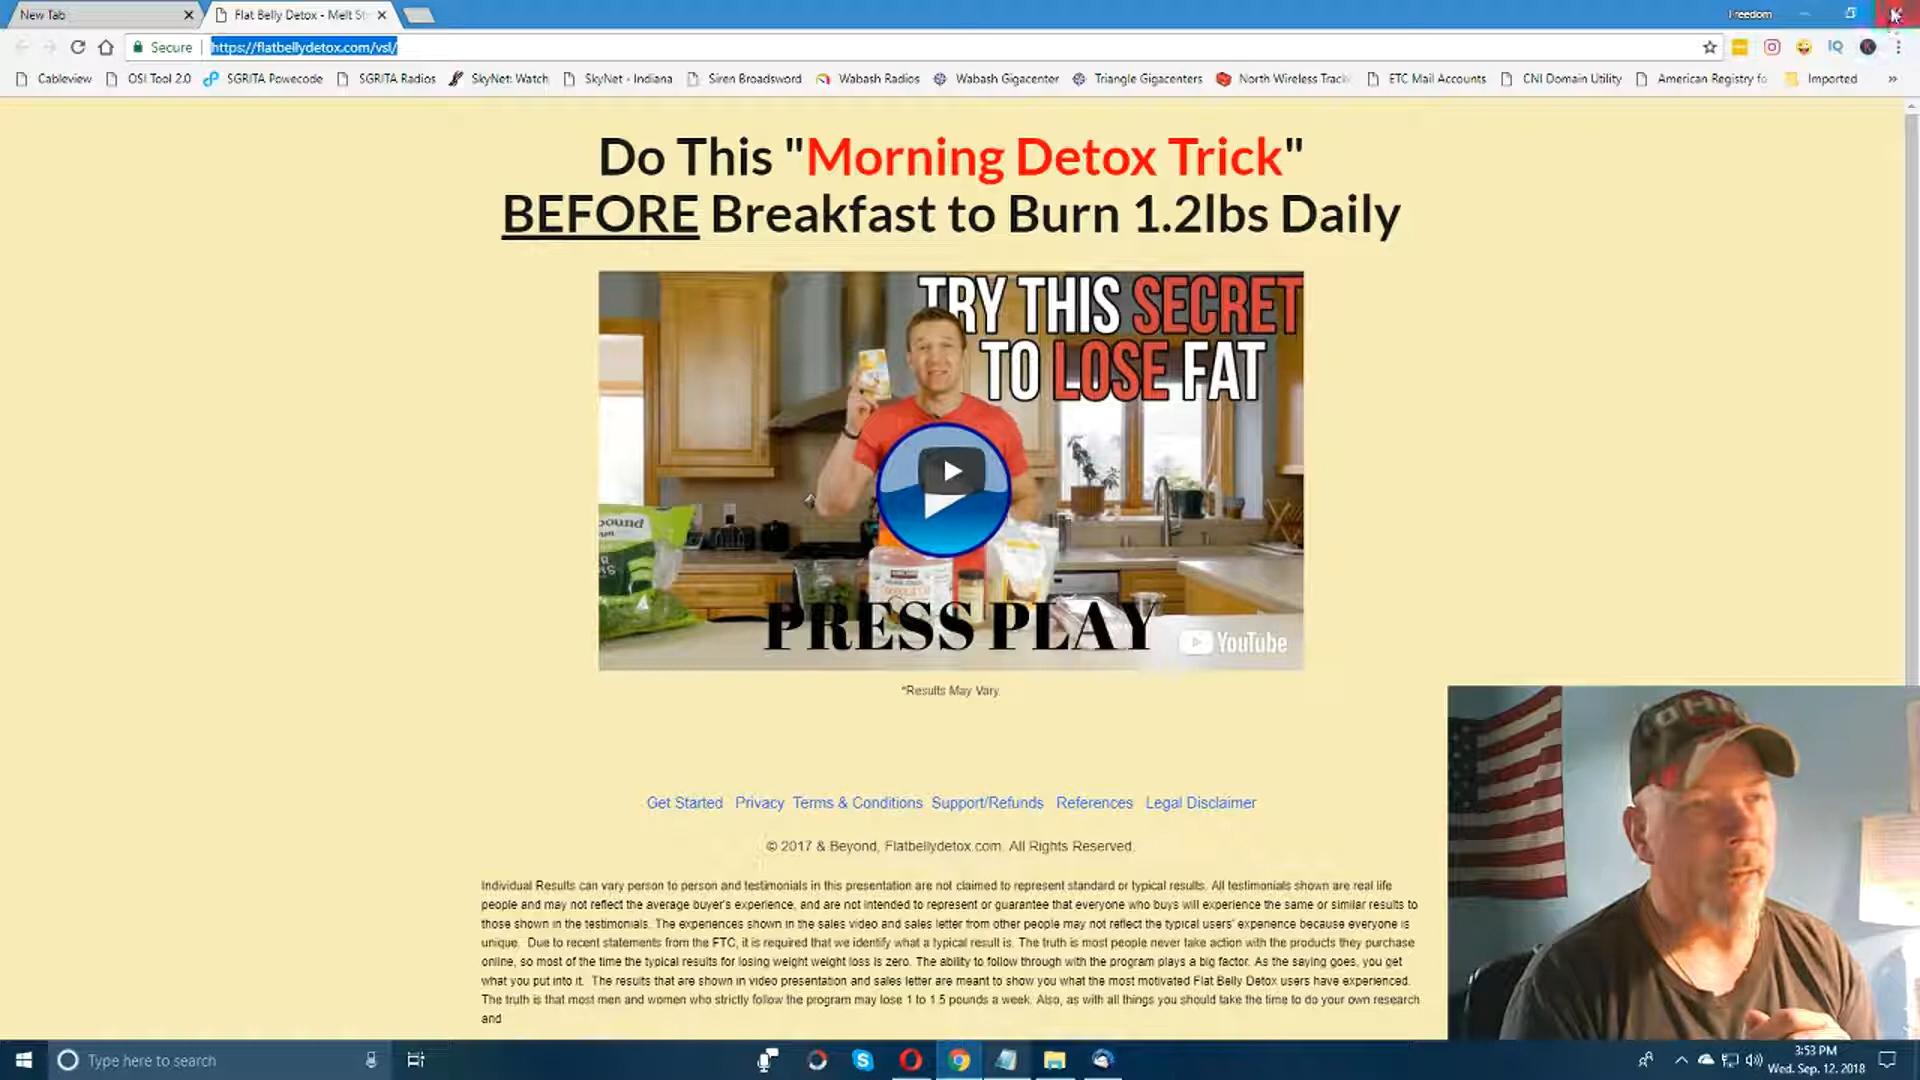 New Tab
Flat Belly Detox - Melt St
Freedom
Secure
https://flatbellydetox.com/vsl/
Cableview
OSI Tool 2.0
SGRITA Powecode
SGRITA Radios
SkyNet: Watch
SkyNet - Indiana
Siren Broadsword
Wabash Radios
Wabash Gigacenter
Triangle Gigacenters
North Wireless Track
ETC Mail Accounts
CNI Domain Utility
American Registry fo
Imported
Do This "Morning Detox Trick"
BEFORE Breakfast to Burn 1.2lbs Daily
TRY THIS SECRET
TO LOSE FAT
PRESS PLAY
YouTube
*Results May Vary.
OHIO
Get Started Privacy Terms & Conditions Support/Refunds References Legal Disclaimer
© 2017 & Beyond, Flatbellydetox.com. All Rights Reserved.
Individual Results can vary person to person and testimonials in this presentation are not claimed to represent standard or typical results. All testimonials shown are real life
people and may not reflect the average buyer's experience, and are not intended to represent or guarantee that everyone who buys will experience the same or similar results to
those shown in the testimonials. The experiences shown in the sales video and sales letter from other people may not reflect the typical users' experience because everyone is
unique. Due to recent statements from the FTC, it is required that we identify what a typical result is. The truth is most people never take action with the products they purchase
online, so most of the time the typical results for losing weight weight loss is zero. The ability to follow through with the program plays a big factor. As the saying goes, you get
what you put into it. The results that are shown in video presentation and sales letter are meant to show you what the most motivated Flat Belly Detox users have experienced.
The truth is that most men and women who strictly follow the program may lose 1 to 1.5 pounds a week. Also, as with all things you should take the time to do your own research
and
Type here to search
3:53 PM
Wed. Sep. 12, 2018